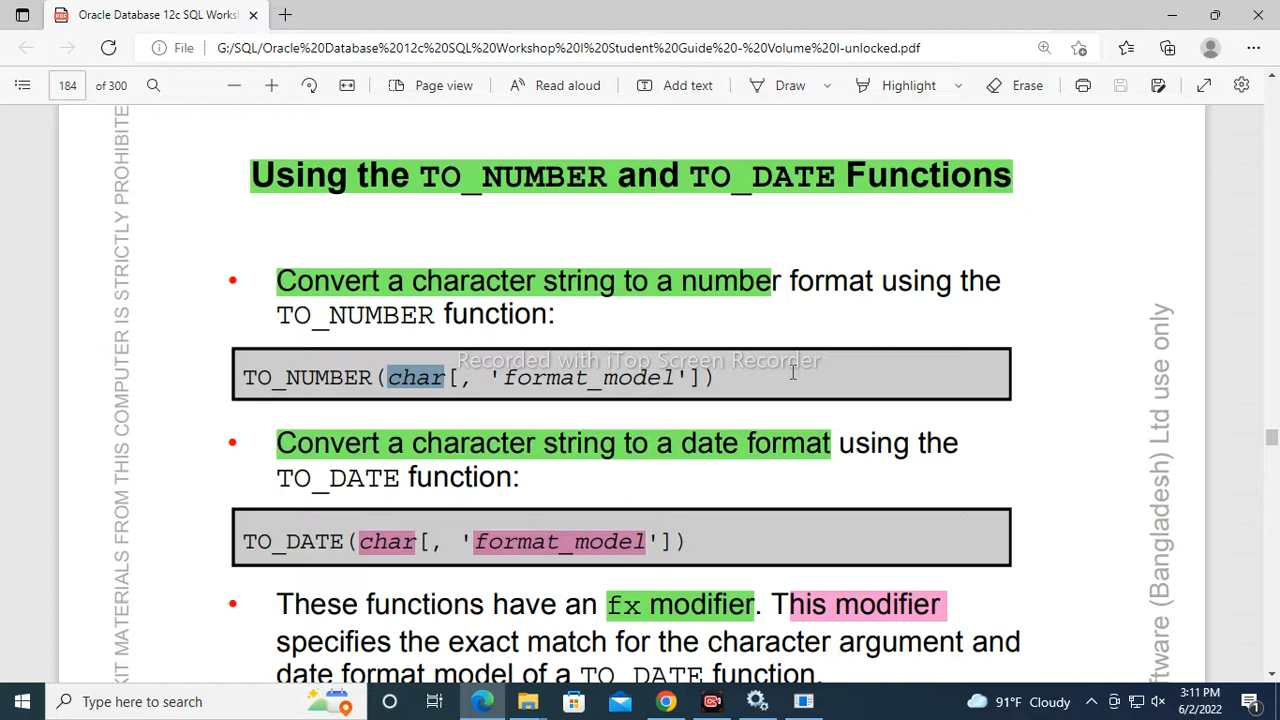 Oracle Database 12c SQL Works
File
G:/SQL/Oracle%20Database%2012c%20SQL%20Workshop%20I%20Student%20Guide%20-%20Volume%20I-unlocked.pdf
184 of 300
Page view
Read aloud
Add text
Draw
Highlight
Erase
KIT MATERIALS FROM THIS COMPUTER IS STRICTLY PROHIBITE
Using the TO_NUMBER and TO_DATE Functions
• Convert a character string to a number format using the
TO_NUMBER function:
Recorded with iTop Screen Recorder
TO_NUMBER(char[, 'format_model'])
• Convert a character string to a date format using the
TO_DATE function:
TO_DATE(char[, 'format_model'])
• These functions have an fx modifier. This modifier
specifies the exact match for the character argument and
date format model of a TO_DATE function.
ftware (Bangladesh) Ltd use only
Type here to search
91°F Cloudy
3:11 PM
6/2/2022
1